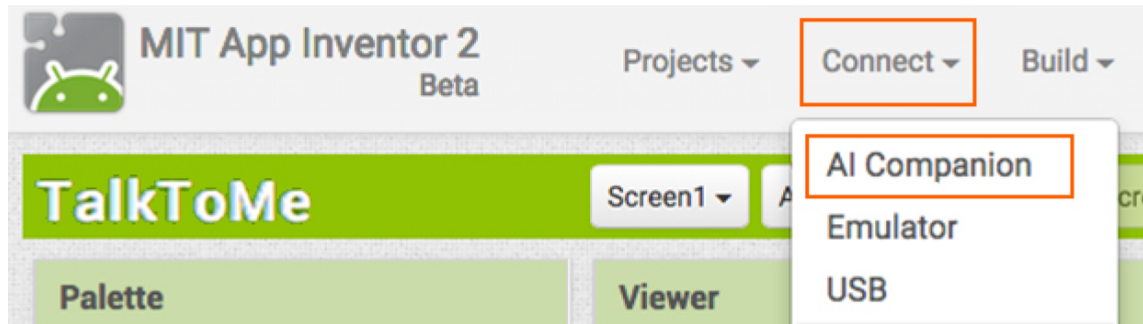 MIT App Inventor 2
Beta
Projects
Connect
Build
AI Companion
Emulator
USB
TalkToMe
Screen1
Palette
Viewer